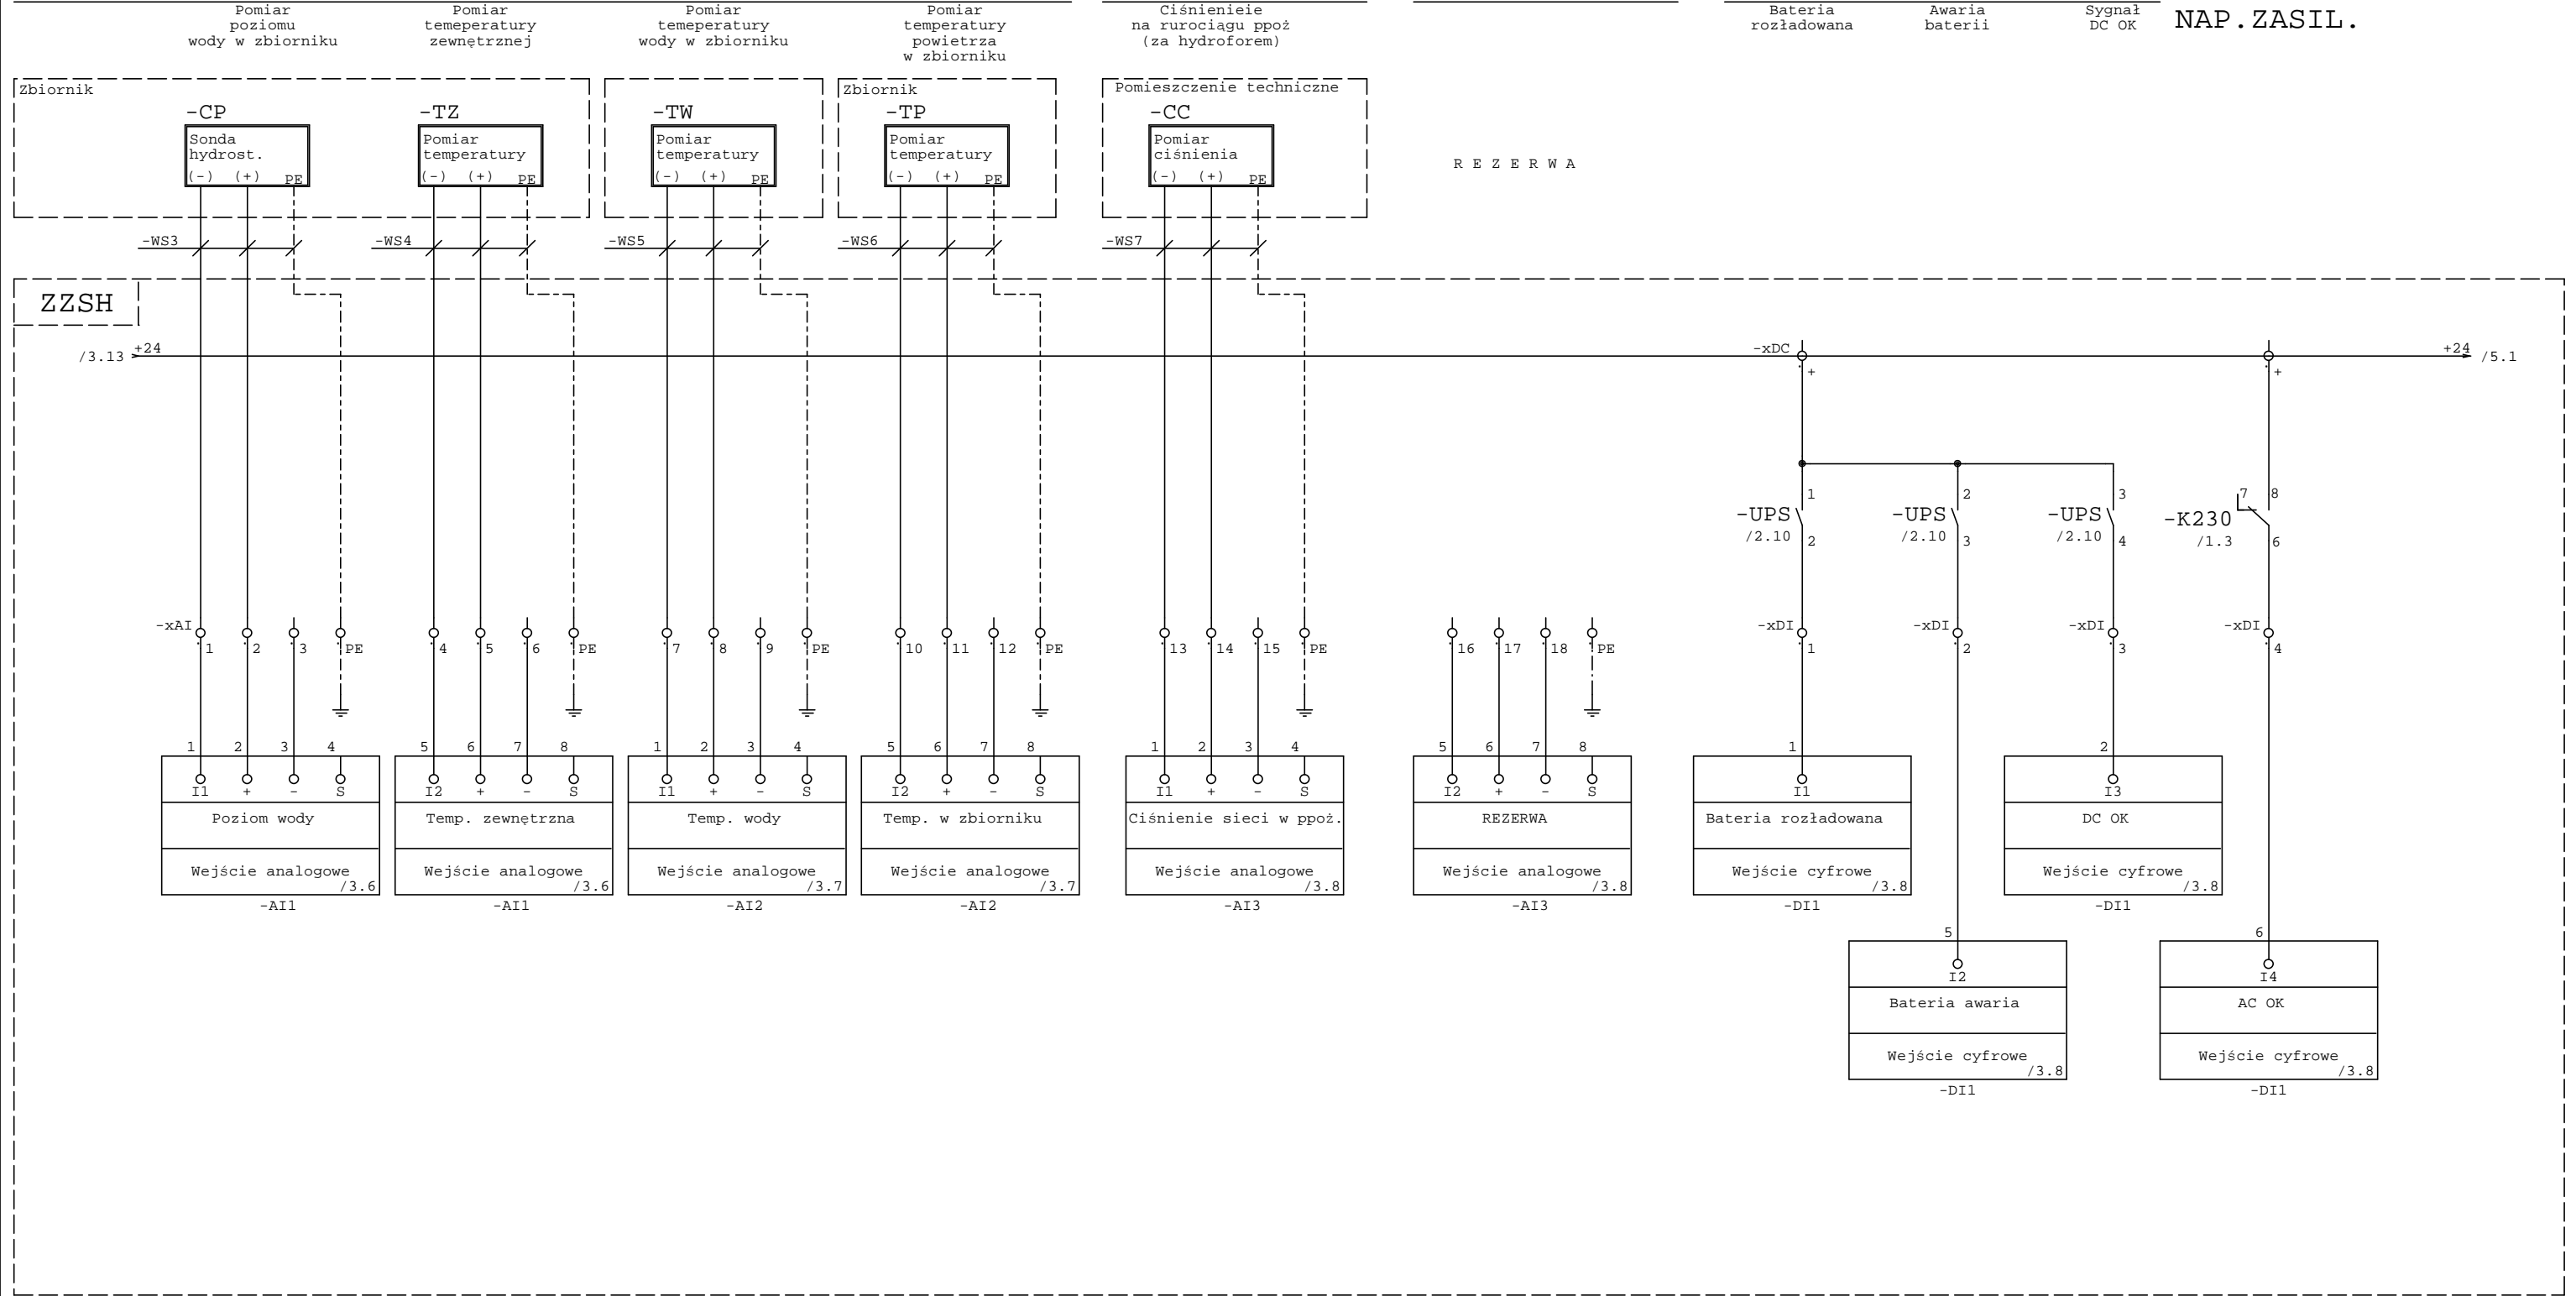 Pomiar
poziomu
wody w zbiorniku
Pomiar
temeperatury
zewnętrznej
Pomiar
temeperatury
wody w zbiorniku
Pomiar
temperatury
powietrza
w zbiorniku
Ciśnienieie
na rurociągu ppoż
(za hydroforem)
Bateria
rozładowana
Awaria
baterii
Sygnał
DC OK
NAP.ZASIL.
Zbiornik
-CP
Sonda
hydrost.
(-) (+) PE
-TZ
Pomiar
temperatury
(-) (+) PE
-TW
Pomiar
temperatury
(-) (+) PE
Zbiornik
-TP
Pomiar
temperatury
(-) (+) PE
Pomieszczenie techniczne
-CC
Pomiar
ciśnienia
(-) (+) PE
R E Z E R W A
-WS3 -WS4 -WS5 -WS6 -WS7
ZZSH
/3.13 +24 -xDC +24 /5.1
+ +
1 2 3 7 8
-UPS -UPS -UPS -K230
/2.10 /2.10 /2.10 /1.3
2 3 4 6
-xAI -xDI -xDI -xDI -xDI
1 2 3 PE 4 5 6 PE 7 8 9 PE 10 11 12 PE 13 14 15 PE 16 17 18 PE 1 2 3 4
1 2 3 4
I1 + - S
Poziom wody
Wejście analogowe
/3.6
-AI1
5 6 7 8
I2 + - S
Temp. zewnętrzna
Wejście analogowe
/3.6
-AI1
1 2 3 4
I1 + - S
Temp. wody
Wejście analogowe
/3.7
-AI2
5 6 7 8
I2 + - S
Temp. w zbiorniku
Wejście analogowe
/3.7
-AI2
1 2 3 4
I1 + - S
Ciśnienie sieci w ppoż.
Wejście analogowe
/3.8
-AI3
5 6 7 8
I2 + - S
REZERWA
Wejście analogowe
/3.8
-AI3
1
I1
Bateria rozładowana
Wejście cyfrowe
/3.8
-DI1
2
I3
DC OK
Wejście cyfrowe
/3.8
-DI1
5
I2
Bateria awaria
Wejście cyfrowe
/3.8
-DI1
6
I4
AC OK
Wejście cyfrowe
/3.8
-DI1